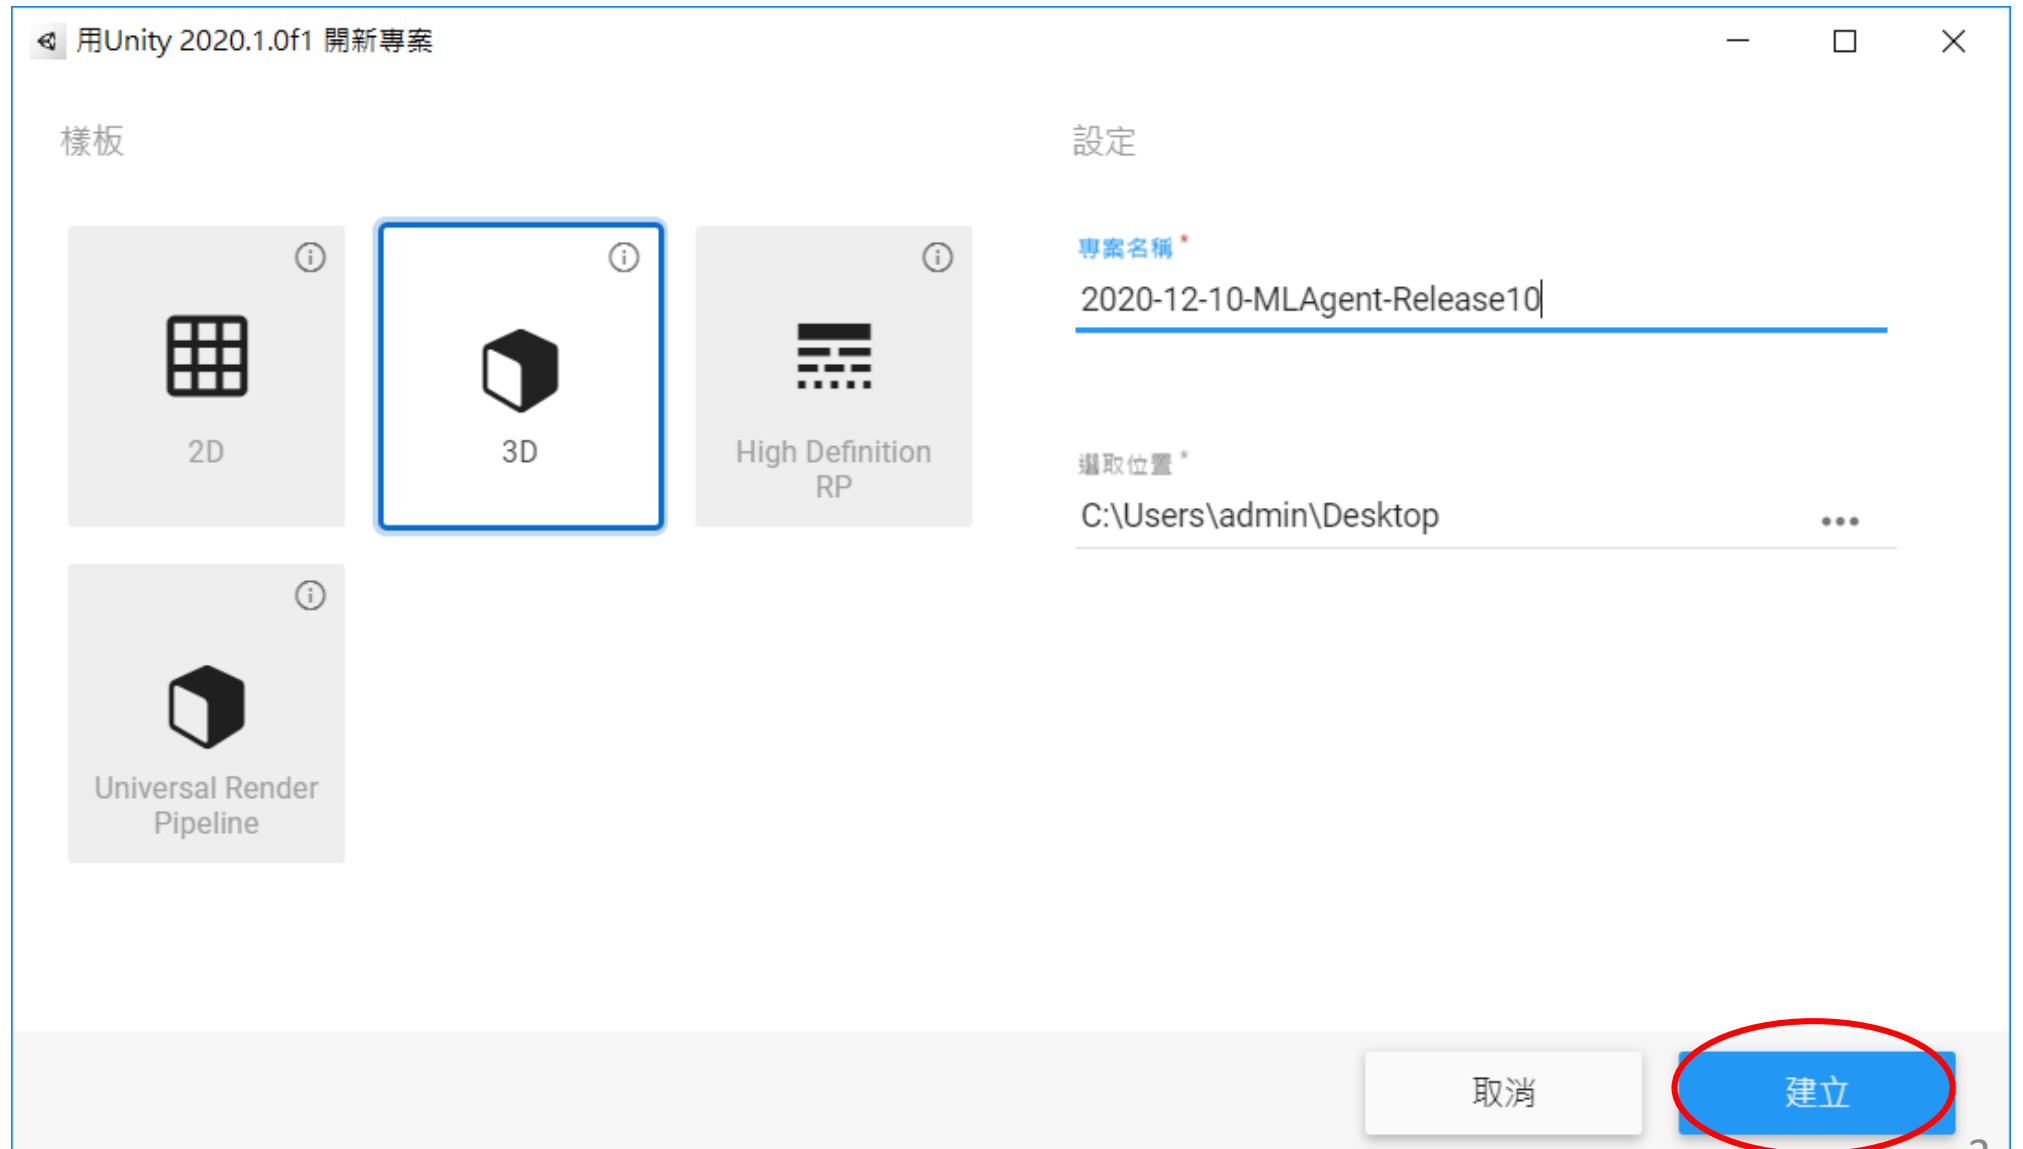 用Unity 2020.1.0f1 開新專案
樣板
設定
2D
3D
High Definition
RP
Universal Render
Pipeline
專案名稱 *
2020-12-10-MLAgent-Release10
選取位置 *
C:\Users\admin\Desktop
取消
建立